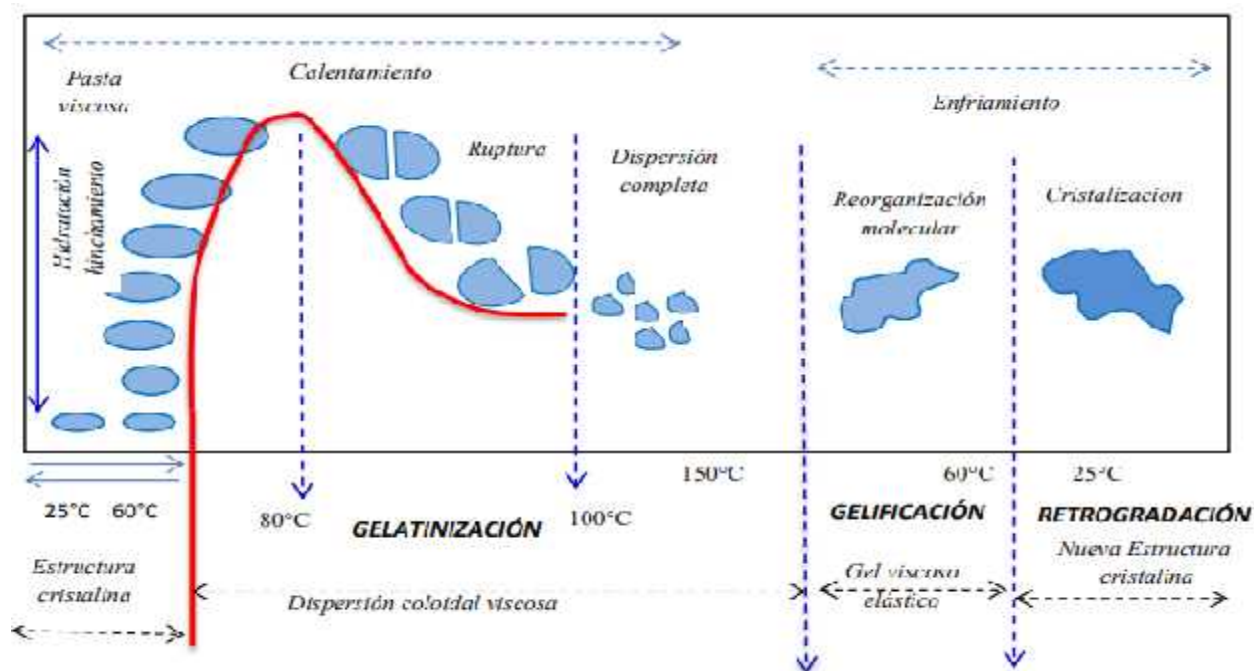 Pasta
viscosa
Calentamiento
Enfriamiento
Hidratación
hinchamiento
Ruptura
Dispersión
completa
Reorganización
molecular
Cristalizacion
25°C
60°C
80°C
GELATINIZACIÓN
100°C
150°C
60°C
25°C
GELIFICACIÓN
RETROGRADACIÓN
Estructura
cristalina
Dispersión coloidal viscosa
Gel viscoso
elástico
Nueva Estructura
cristalina